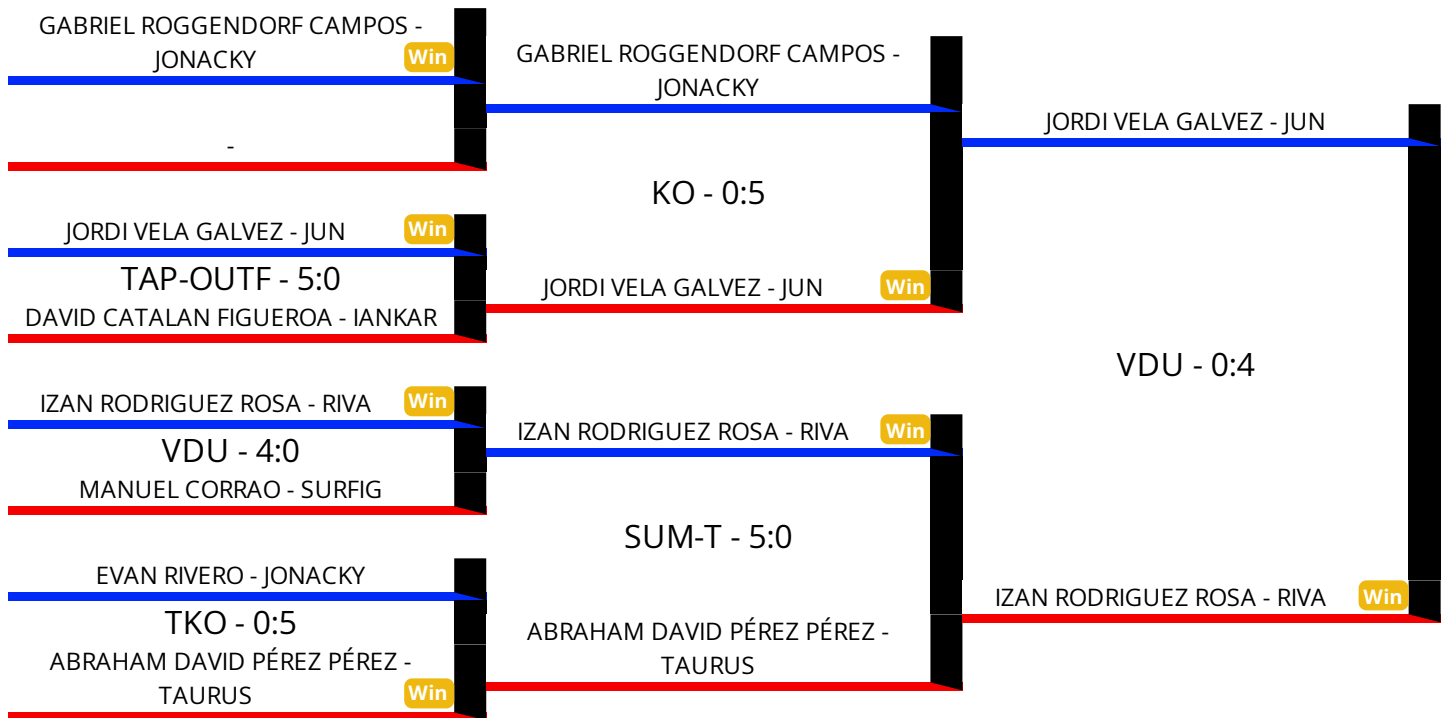 GABRIEL ROGGENDORF CAMPOS -
JONACKY
Win
-
JORDI VELA GALVEZ - JUN
Win
TAP-OUTF - 5:0
DAVID CATALAN FIGUEROA - IANKAR
IZAN RODRIGUEZ ROSA - RIVA
Win
VDU - 4:0
MANUEL CORRAO - SURFIG
EVAN RIVERO - JONACKY
TKO - 0:5
ABRAHAM DAVID PÉREZ PÉREZ -
TAURUS
Win
GABRIEL ROGGENDORF CAMPOS -
JONACKY
KO - 0:5
JORDI VELA GALVEZ - JUN
Win
IZAN RODRIGUEZ ROSA - RIVA
Win
SUM-T - 5:0
ABRAHAM DAVID PÉREZ PÉREZ -
TAURUS
JORDI VELA GALVEZ - JUN
VDU - 0:4
IZAN RODRIGUEZ ROSA - RIVA
Win